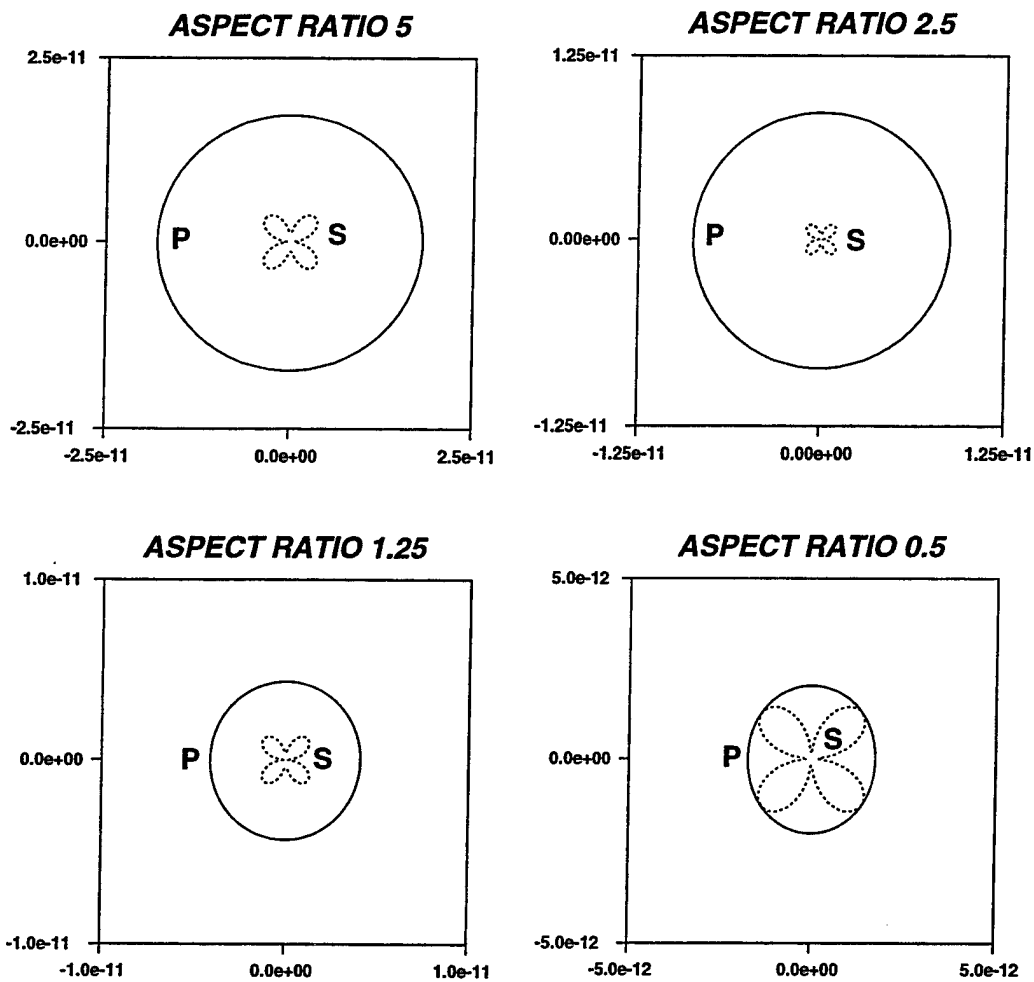 ASPECT RATIO 5
2.5e-11
P
S
0.0e+00
-2.5e-11
-2.5e-11 0.0e+00 2.5e-11
ASPECT RATIO 2.5
1.25e-11
P
S
0.00e+00
-1.25e-11
-1.25e-11 0.00e+00 1.25e-11
ASPECT RATIO 1.25
1.0e-11
P
S
0.0e+00
-1.0e-11
-1.0e-11 0.0e+00 1.0e-11
ASPECT RATIO 0.5
5.0e-12
P
S
0.0e+00
-5.0e-12
-5.0e-12 0.0e+00 5.0e-12